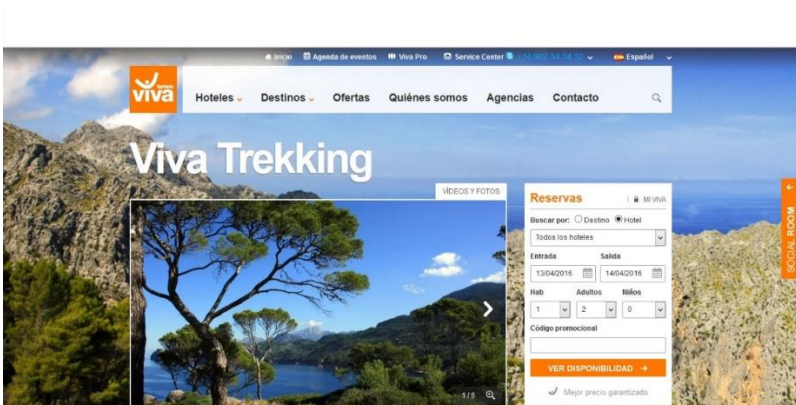 Inicio Agenda de eventos Viva Pro Service Center Español
hoteles
viva
Hoteles Destinos Ofertas Quiénes somos Agencias Contacto
Viva Trekking
VÍDEOS Y FOTOS
Reservas MI VIVA
Buscar por: Destino Hotel
Todos los hoteles
Entrada Salida
13/04/2016 14/04/2016
Hab Adultos Niños
1 2 0
Código promocional
VER DISPONIBILIDAD
Mejor precio garantizado
1/5
SOCIAL ROOM